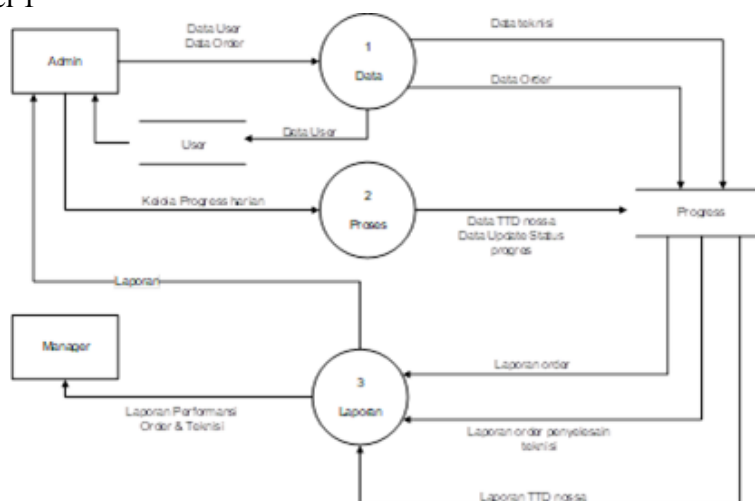 Data User
Data Order
Data teknisi
1
Data
Admin
Data Order
Data User
User
2
Proses
Kelola Progress harian
Progress
Data TTD nossa
Data Update Status
progres
Laporan
Manager
Laporan order
3
Laporan
Laporan Performansi
Order & Teknisi
Laporan order penyelesain
teknisi
Laporan TTD nossa